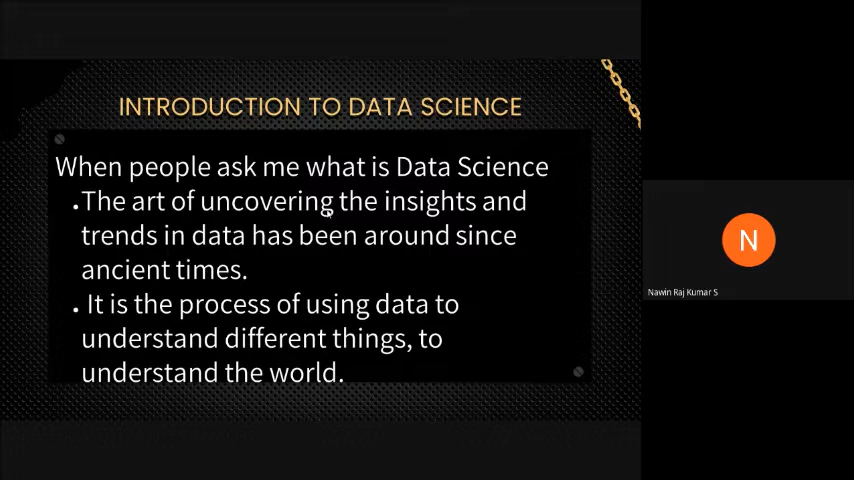 INTRODUCTION TO DATA SCIENCE
When people ask me what is Data Science
•The art of uncovering the insights and
trends in data has been around since
ancient times.
• It is the process of using data to
understand different things, to
understand the world.
N
Nawin Raj Kumar S